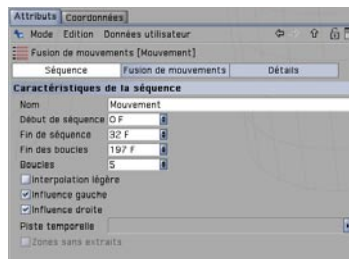 Attributs Coordonnées
Mode Edition Données utilisateur
Fusion de mouvements [Mouvement]
Séquence Fusion de mouvements Détails
Caractéristiques de la séquence
Nom Mouvement
Début de séquence 0 F
Fin de séquence 32 F
Fin des boucles 197 F
Boucles 5
Interpolation légère
Influence gauche
Influence droite
Piste temporelle
Zones sans extraits